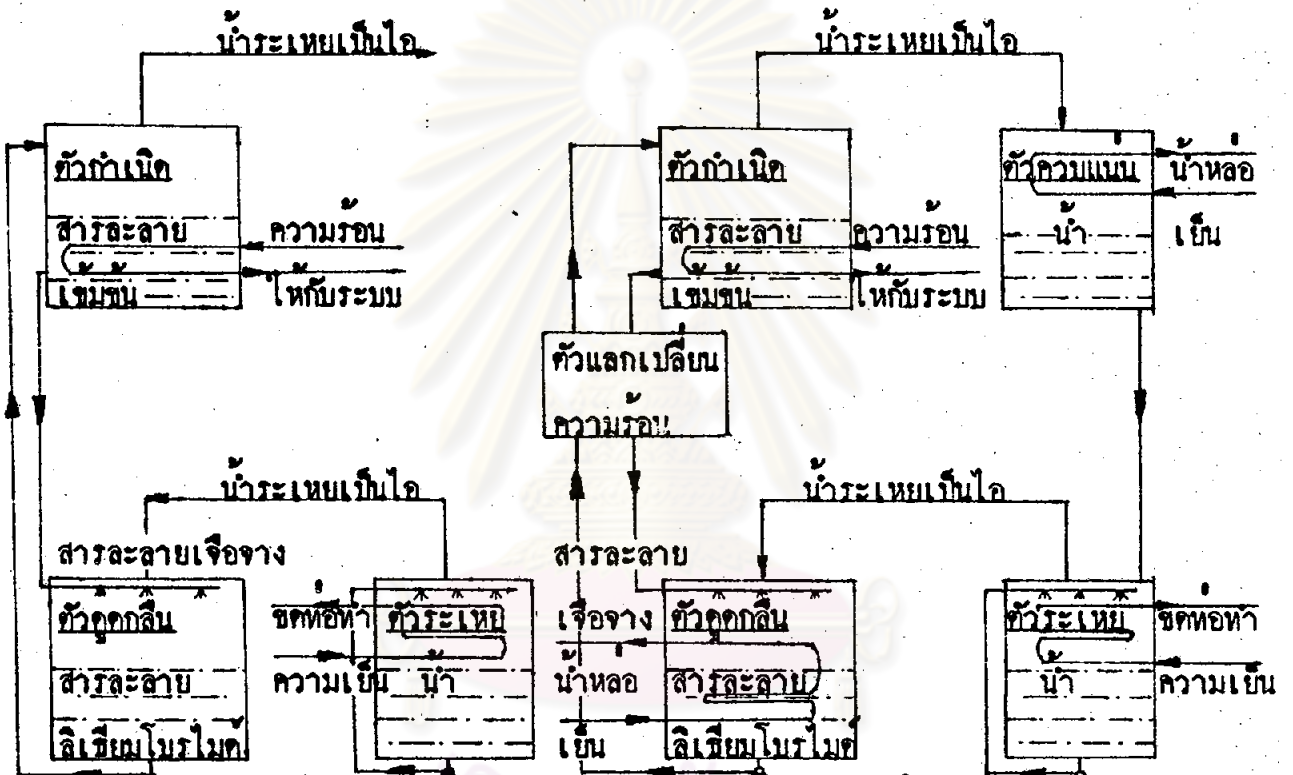 น้ำระเหยเป็นไอ
น้ำระเหยเป็นไอ
ตัวกำเนิด
สารละลาย
เข้มข้น
ความร้อน
ให้กับระบบ
ตัวกำเนิด
สารละลาย
เข้มข้น
ความร้อน
ให้กับระบบ
ตัวควบแน่น
น้ำ
น้ำหล่อ
เย็น
ตัวแลกเปลี่ยน
ความร้อน
น้ำระเหยเป็นไอ
น้ำระเหยเป็นไอ
สารละลายเจือจาง
ตัวดูดกลืน
สารละลาย
ลิเธียมโบรไมด์
ขดท่อทำ
ความเย็น
ตัวระเหย
น้ำ
สารละลาย
เจือจาง
น้ำหล่อ
เย็น
ตัวดูดกลืน
สารละลาย
ลิเธียมโบรไมด์
ตัวระเหย
น้ำ
ขดท่อทำ
ความเย็น